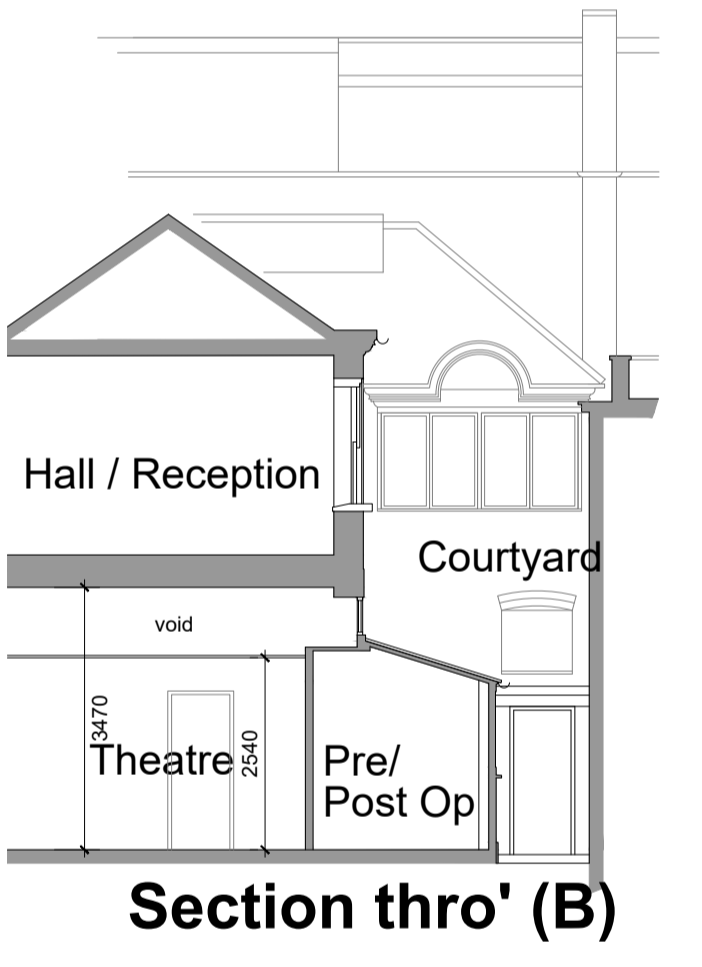 Hall / Reception
Courtyard
void
3470
Theatre
2540
Pre/
Post Op
Section thro' (B)